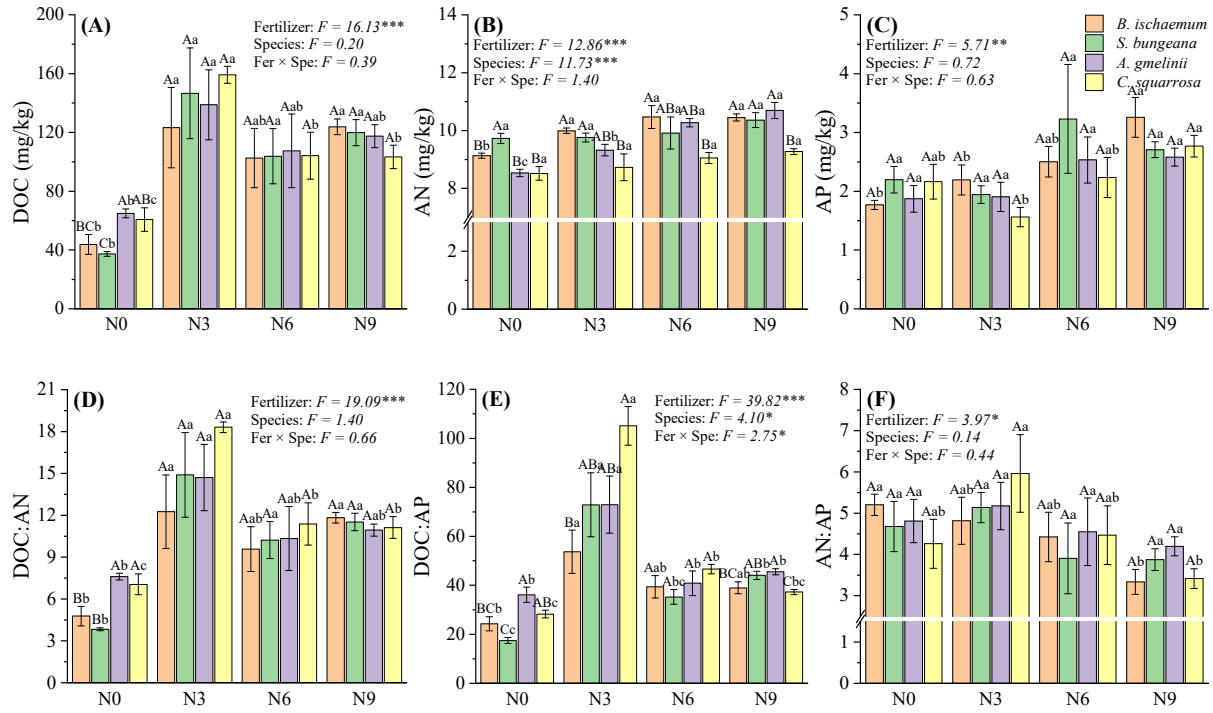 (A)
Fertilizer: F = 16.13***
Species: F = 0.20
Fer × Spe: F = 0.39
DOC (mg/kg)
200
160
120
80
40
0
BCb Cb Ab ABc
Aa Aa Aa Aa
Aab Aa Aab Ab
Aa Aa Aab Ab
N0 N3 N6 N9
(B)
Fertilizer: F = 12.86***
Species: F = 11.73***
Fer × Spe: F = 1.40
AN (mg/kg)
14
12
10
8
2
0
Bb Aa Bc Ba
Aa Aa ABb Ba
Aa ABa ABa Ba
Aa Aa Aa Ba
N0 N3 N6 N9
(C)
Fertilizer: F = 5.71**
Species: F = 0.72
Fer × Spe: F = 0.63
B. ischaemum
S. bungeana
A. gmelinii
C. squarrosa
AP (mg/kg)
5
4
3
2
1
0
Ab Aa Aa Aab
Ab Aa Aa Ab
Aab Aa Aa Aab
Aa Aa Aa Aa
N0 N3 N6 N9
(D)
Fertilizer: F = 19.09***
Species: F = 1.40
Fer × Spe: F = 0.66
DOC:AN
21
18
15
12
9
6
3
0
Bb Bb Ab Ac
Aa Aa Aa Aa
Aab Aa Aab Ab
Aa Aa Aa Ab
N0 N3 N6 N9
(E)
Fertilizer: F = 39.82***
Species: F = 4.10*
Fer × Spe: F = 2.75*
DOC:AP
120
100
80
60
40
20
0
BCb Cc Ab ABc
Ba ABa ABa Aa
Aab Abc Ab Ab
BCab ABb Ab Cbc
N0 N3 N6 N9
(F)
Fertilizer: F = 3.97*
Species: F = 0.14
Fer × Spe: F = 0.44
AN:AP
8
7
6
5
4
3
1
0
Aa Aa Aa Aab
Aab Aa Aa Aa
Aab Aa Aa Aab
Ab Aa Aa Ab
N0 N3 N6 N9